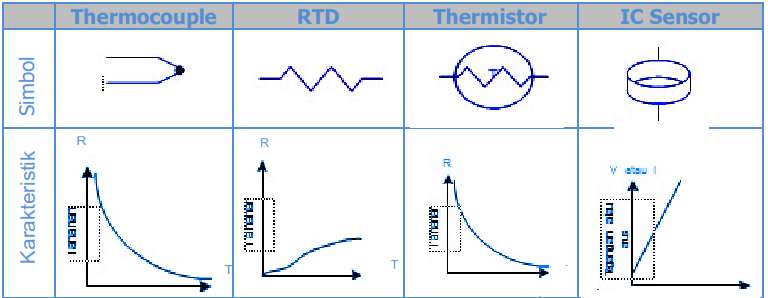 Thermocouple RTD Thermistor IC Sensor
Simbol
T
Karakteristik
R
R
R
V atau I
T
T